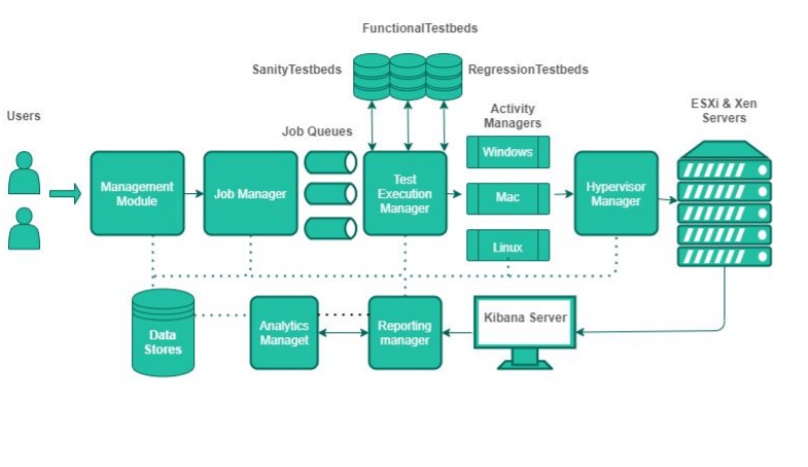 FunctionalTestbeds
SanityTestbeds
RegressionTestbeds
Users
Job Queues
Activity
Managers
ESXi & Xen
Servers
Management
Module
Job Manager
Test
Execution
Manager
Windows
Mac
Linux
Hypervisor
Manager
Data
Stores
Analytics
Managet
Reporting
manager
Kibana Server